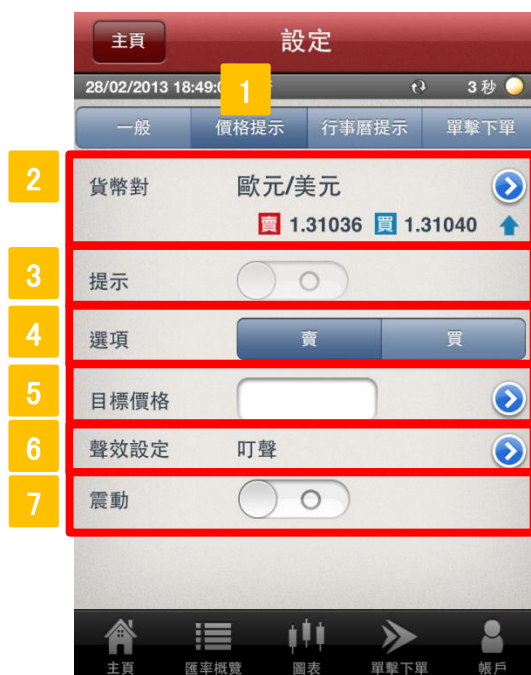 主頁 設定
28/02/2013 18:49:0 3 秒
1
一般 價格提示 行事曆提示 單擊下單
2 貨幣對 歐元/美元
賣 1.31036 買 1.31040
3 提示
4 選項 賣 買
5 目標價格
6 聲效設定 叮聲
7 震動
主頁 匯率概覽 圖表 單擊下單 帳戶